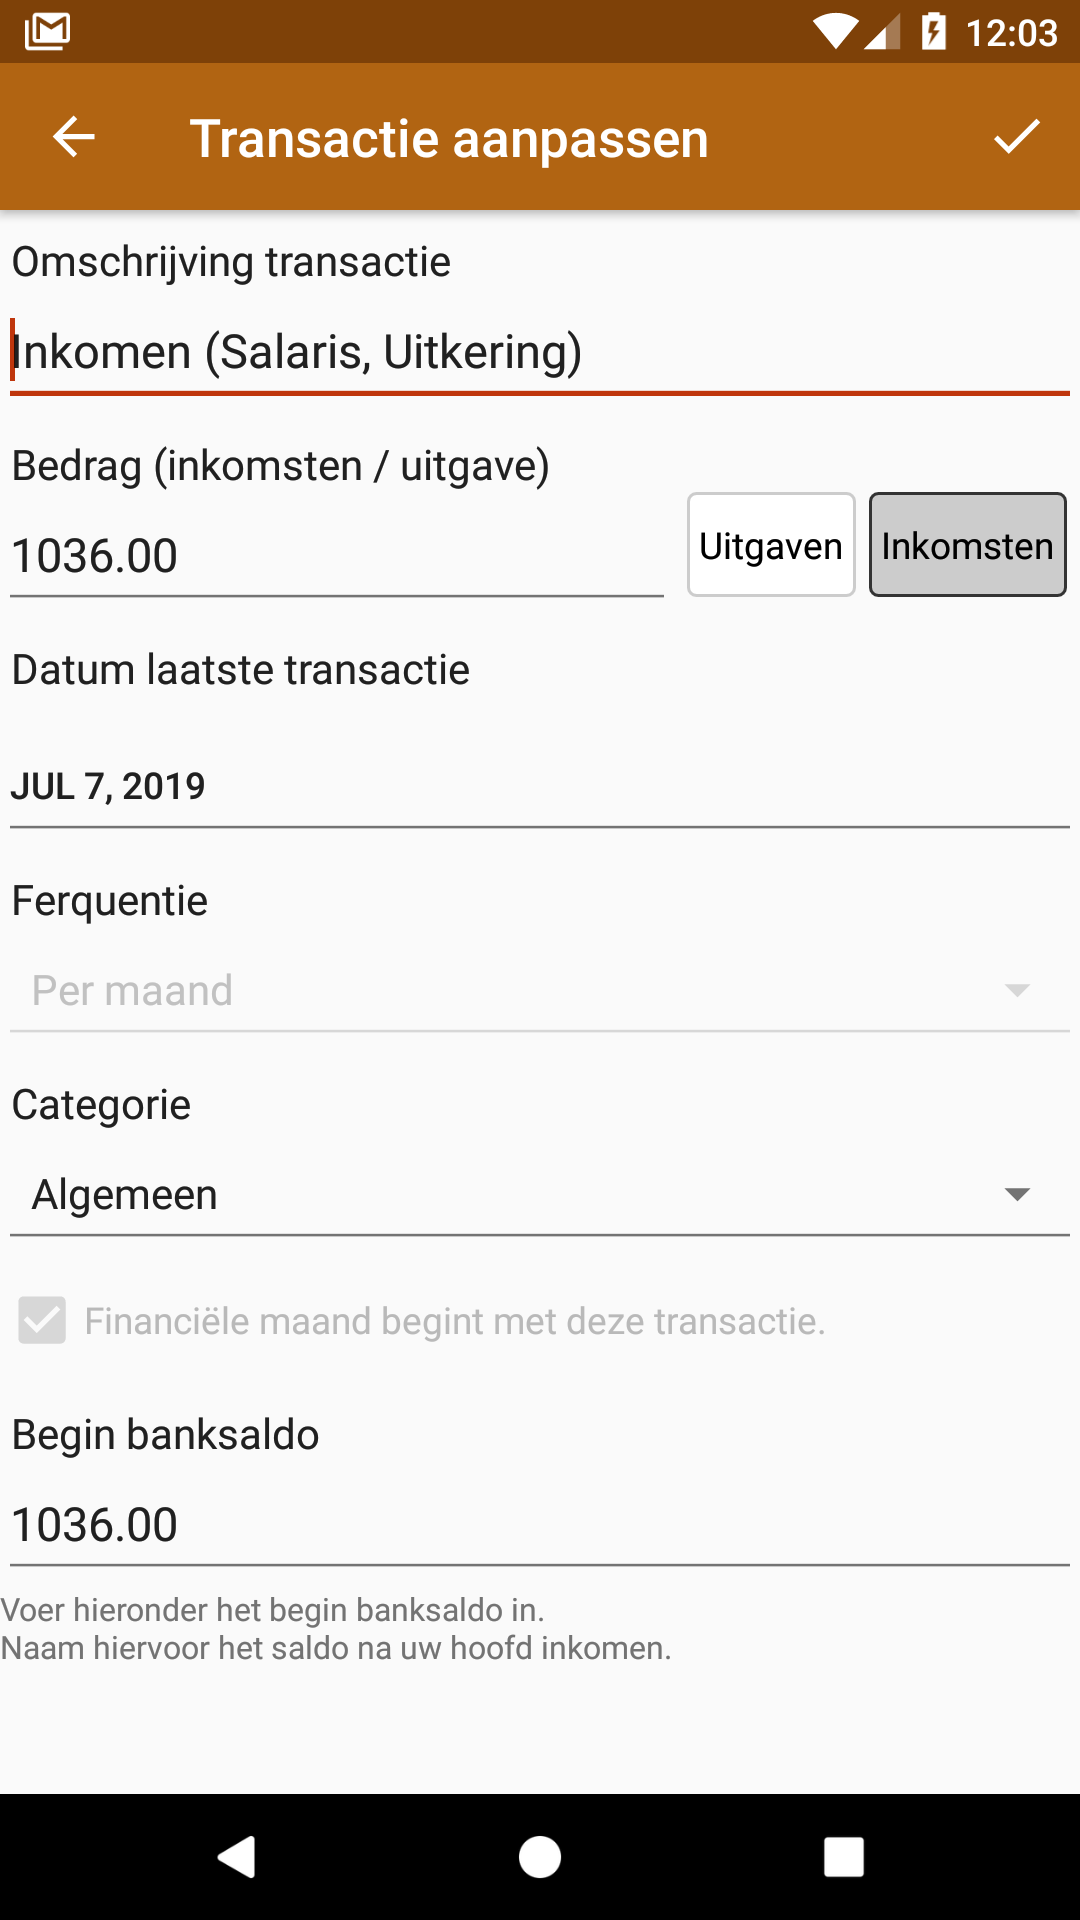 12:03
Transactie aanpassen
Omschrijving transactie
Inkomen (Salaris, Uitkering)
Bedrag (inkomsten / uitgave)
1036.00
Uitgaven
Inkomsten
Datum laatste transactie
JUL 7, 2019
Ferquentie
Per maand
Categorie
Algemeen
Financiële maand begint met deze transactie.
Begin banksaldo
1036.00
Voer hieronder het begin banksaldo in.
Naam hiervoor het saldo na uw hoofd inkomen.